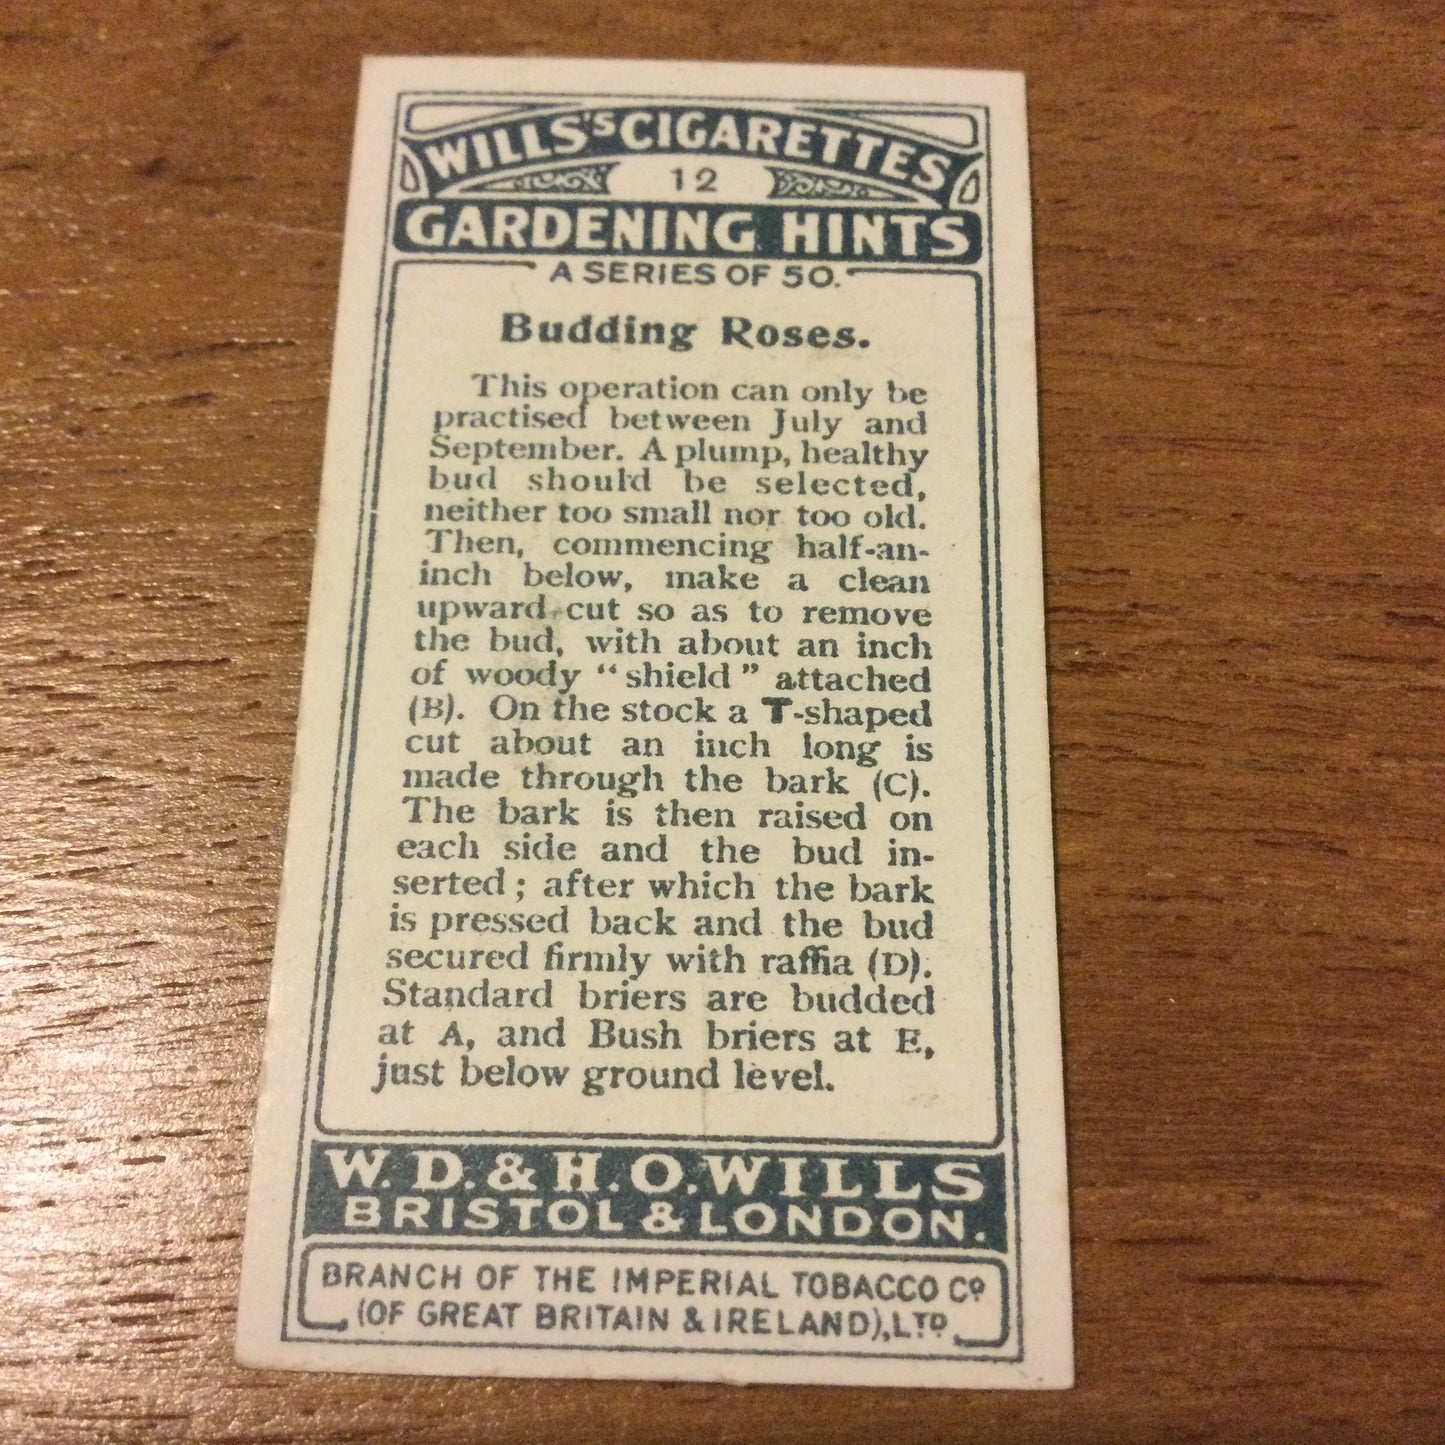 WILLS'S CIGARETTES
12
GARDENING HINTS
A SERIES OF 50.
Budding Roses.
This operation can only be
practised between July and
September. A plump, healthy
bud should be selected,
neither too small nor too old.
Then, commencing half-an-
inch below, make a clean
upward cut so as to remove
the bud, with about an inch
of woody "shield" attached
(B). On the stock a T-shaped
cut about an inch long is
made through the bark (C).
The bark is then raised on
each side and the bud in-
serted; after which the bark
is pressed back and the bud
secured firmly with raffia (D).
Standard briers are budded
at A, and Bush briers at E,
just below ground level.
W. D. & H. O. WILLS
BRISTOL & LONDON.
BRANCH OF THE IMPERIAL TOBACCO Co
(OF GREAT BRITAIN & IRELAND), LTD